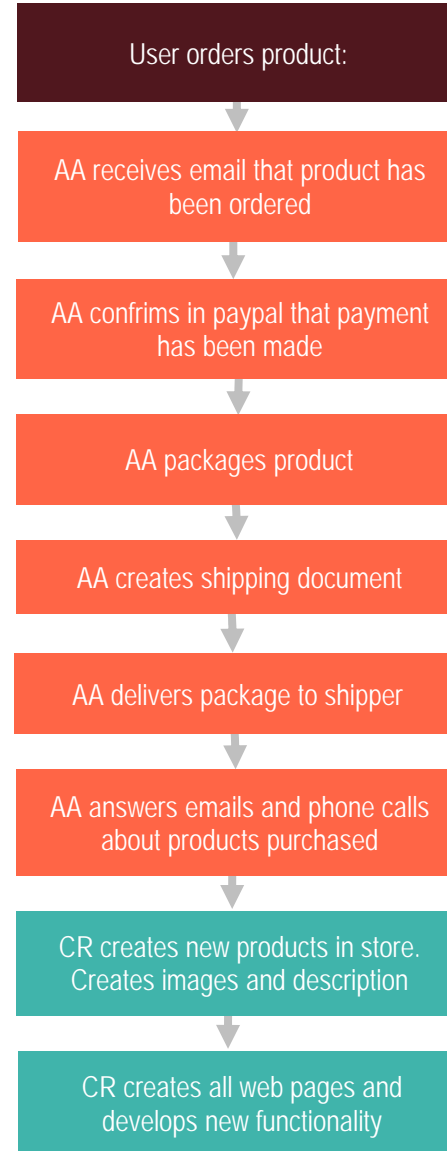 User orders product:
AA receives email that product has
been ordered
AA confrims in paypal that payment
has been made
AA packages product
AA creates shipping document
AA delivers package to shipper
AA answers emails and phone calls
about products purchased
CR creates new products in store.
Creates images and description
CR creates all web pages and
develops new functionality